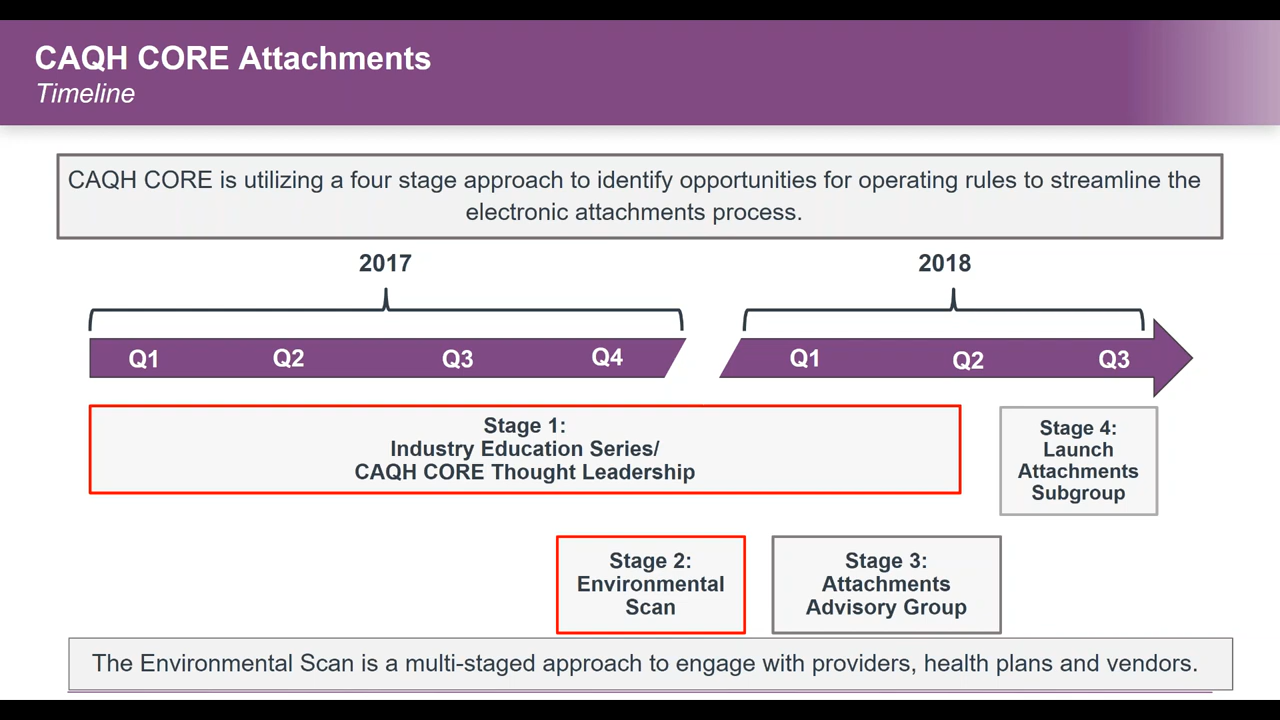 CAQH CORE Attachments
Timeline
CAQH CORE is utilizing a four stage approach to identify opportunities for operating rules to streamline the
electronic attachments process.
2017
2018
Q1
Q2
Q3
Q4
Q1
Q2
Q3
Stage 1:
Industry Education Series/
CAQH CORE Thought Leadership
Stage 4:
Launch
Attachments
Subgroup
Stage 2:
Environmental
Scan
Stage 3:
Attachments
Advisory Group
The Environmental Scan is a multi-staged approach to engage with providers, health plans and vendors.